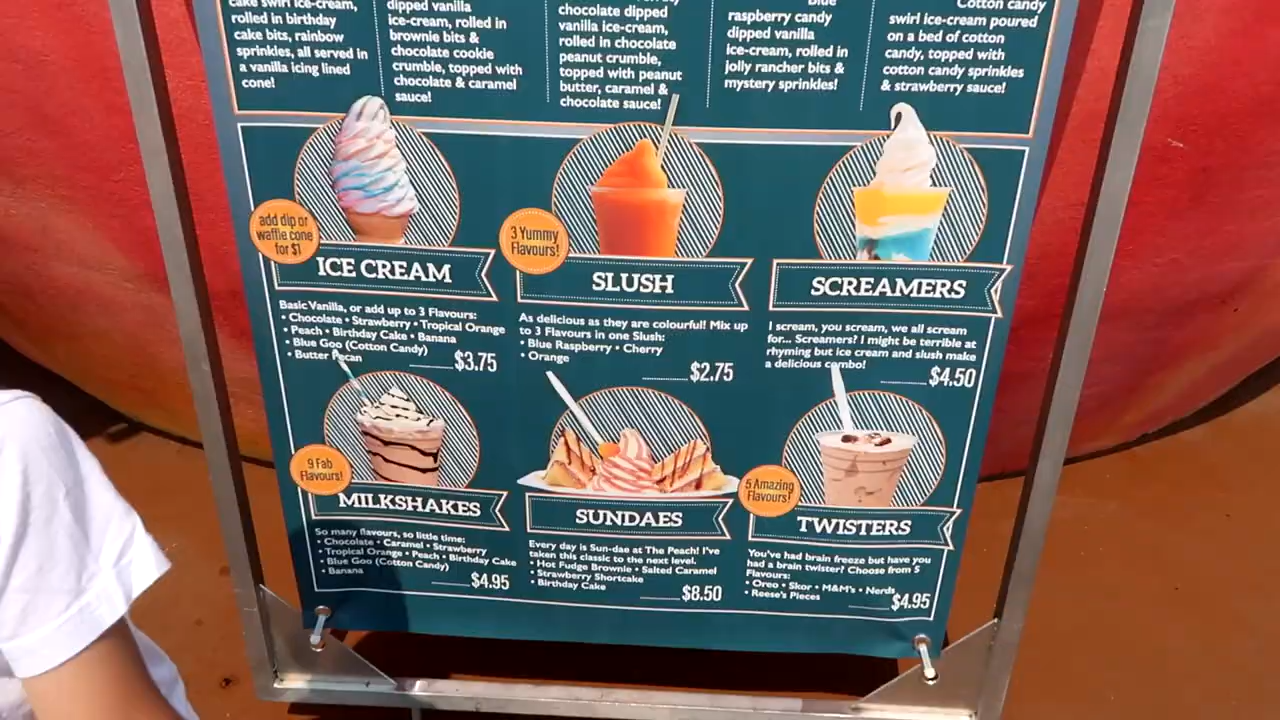 cake swirl ice-cream,
rolled in birthday
cake bits, rainbow
sprinkles, all served in
a vanilla icing lined
cone!
dipped vanilla
ice-cream, rolled in
brownie bits &
chocolate cookie
crumble, topped with
chocolate & caramel
sauce!
chocolate dipped
vanilla ice-cream,
rolled in chocolate
peanut crumble,
topped with peanut
butter, caramel &
chocolate sauce!
Blue
raspberry candy
dipped vanilla
ice-cream, rolled in
jolly rancher bits &
mystery sprinkles!
Cotton candy
swirl ice-cream poured
on a bed of cotton
candy, topped with
cotton candy sprinkles
& strawberry sauce!
add dip or
waffle cone
for $1
ICE CREAM
Basic Vanilla, or add up to 3 Flavours:
• Chocolate • Strawberry • Tropical Orange
• Peach • Birthday Cake • Banana
• Blue Goo (Cotton Candy)
• Butter Pecan
$3.75
3 Yummy
Flavours!
SLUSH
As delicious as they are colourful! Mix up
to 3 Flavours in one Slush:
• Blue Raspberry • Cherry
• Orange
$2.75
SCREAMERS
I scream, you scream, we all scream
for... Screamers? I might be terrible at
rhyming but ice cream and slush make
a delicious combo!
$4.50
9 Fab
Flavours!
MILKSHAKES
So many flavours, so little time:
• Chocolate • Caramel • Strawberry
• Tropical Orange • Peach • Birthday Cake
• Blue Goo (Cotton Candy)
• Banana
$4.95
SUNDAES
Every day is Sun-dae at The Peach! I've
taken this classic to the next level.
• Hot Fudge Brownie • Salted Caramel
• Strawberry Shortcake
• Birthday Cake
$8.50
5 Amazing
Flavours!
TWISTERS
You've had brain freeze but have you
had a brain twister? Choose from 5
Flavours:
• Oreo • Skor • M&M's • Nerds
• Reese's Pieces
$4.95